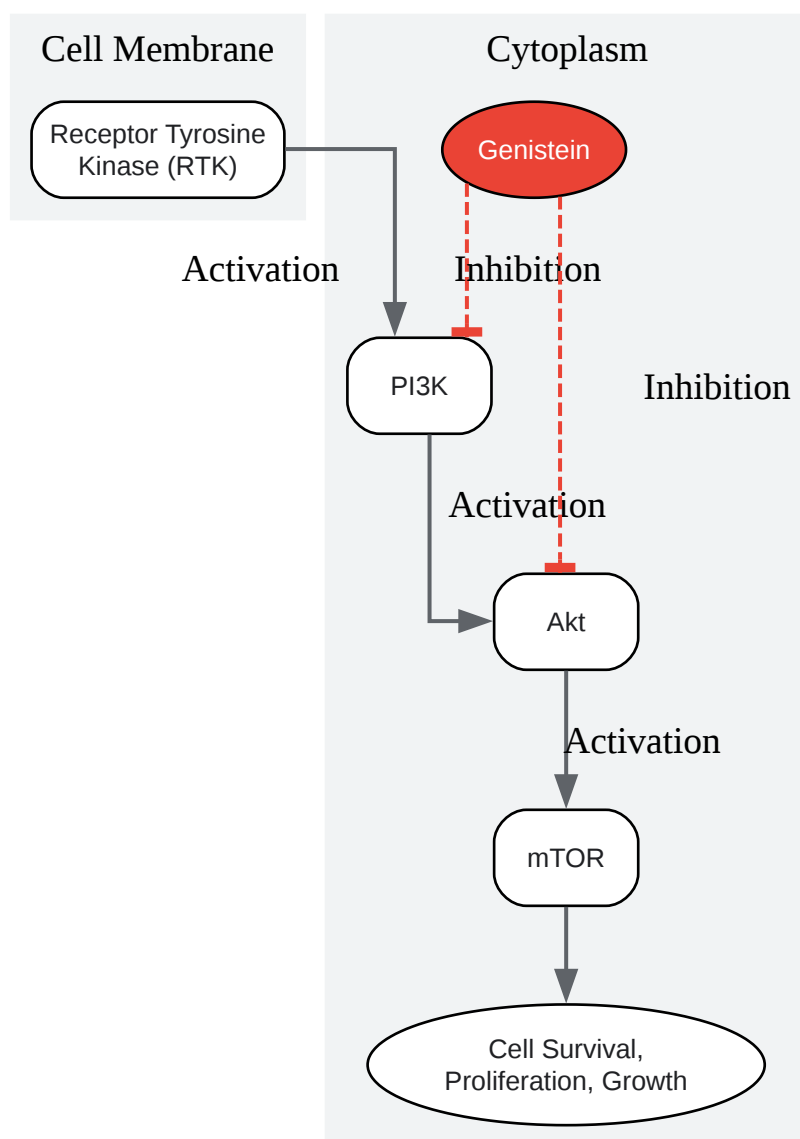 Cell Membrane
Cytoplasm
Receptor Tyrosine
Kinase (RTK)
Genistein
Activation
Inhibition
PI3K
Inhibition
Activation
Akt
Activation
mTOR
Cell Survival,
Proliferation, Growth